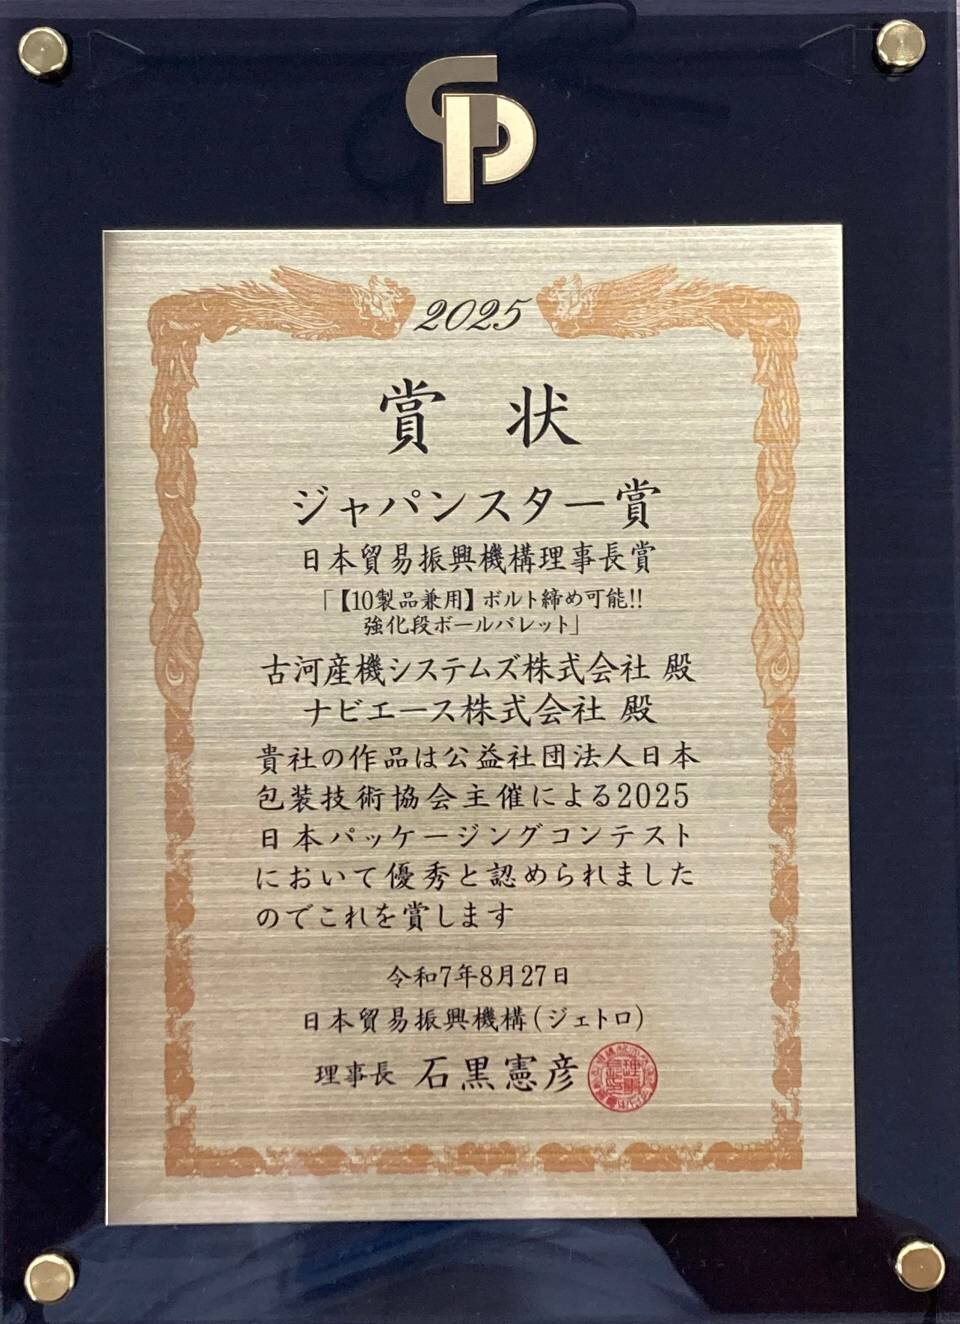 2025
賞状
ジャパンスター賞
日本貿易振興機構理事長賞
「【10製品兼用】ボルト締め可能!!
強化段ボールパレット」
古河産機システムズ株式会社 殿
ナビエース株式会社 殿
貴社の作品は公益社団法人日本
包装技術協会主催による2025
日本パッケージングコンテスト
において優秀と認められました
のでこれを賞します
令和7年8月27日
日本貿易振興機構(ジェトロ)
理事長 石黒憲彦